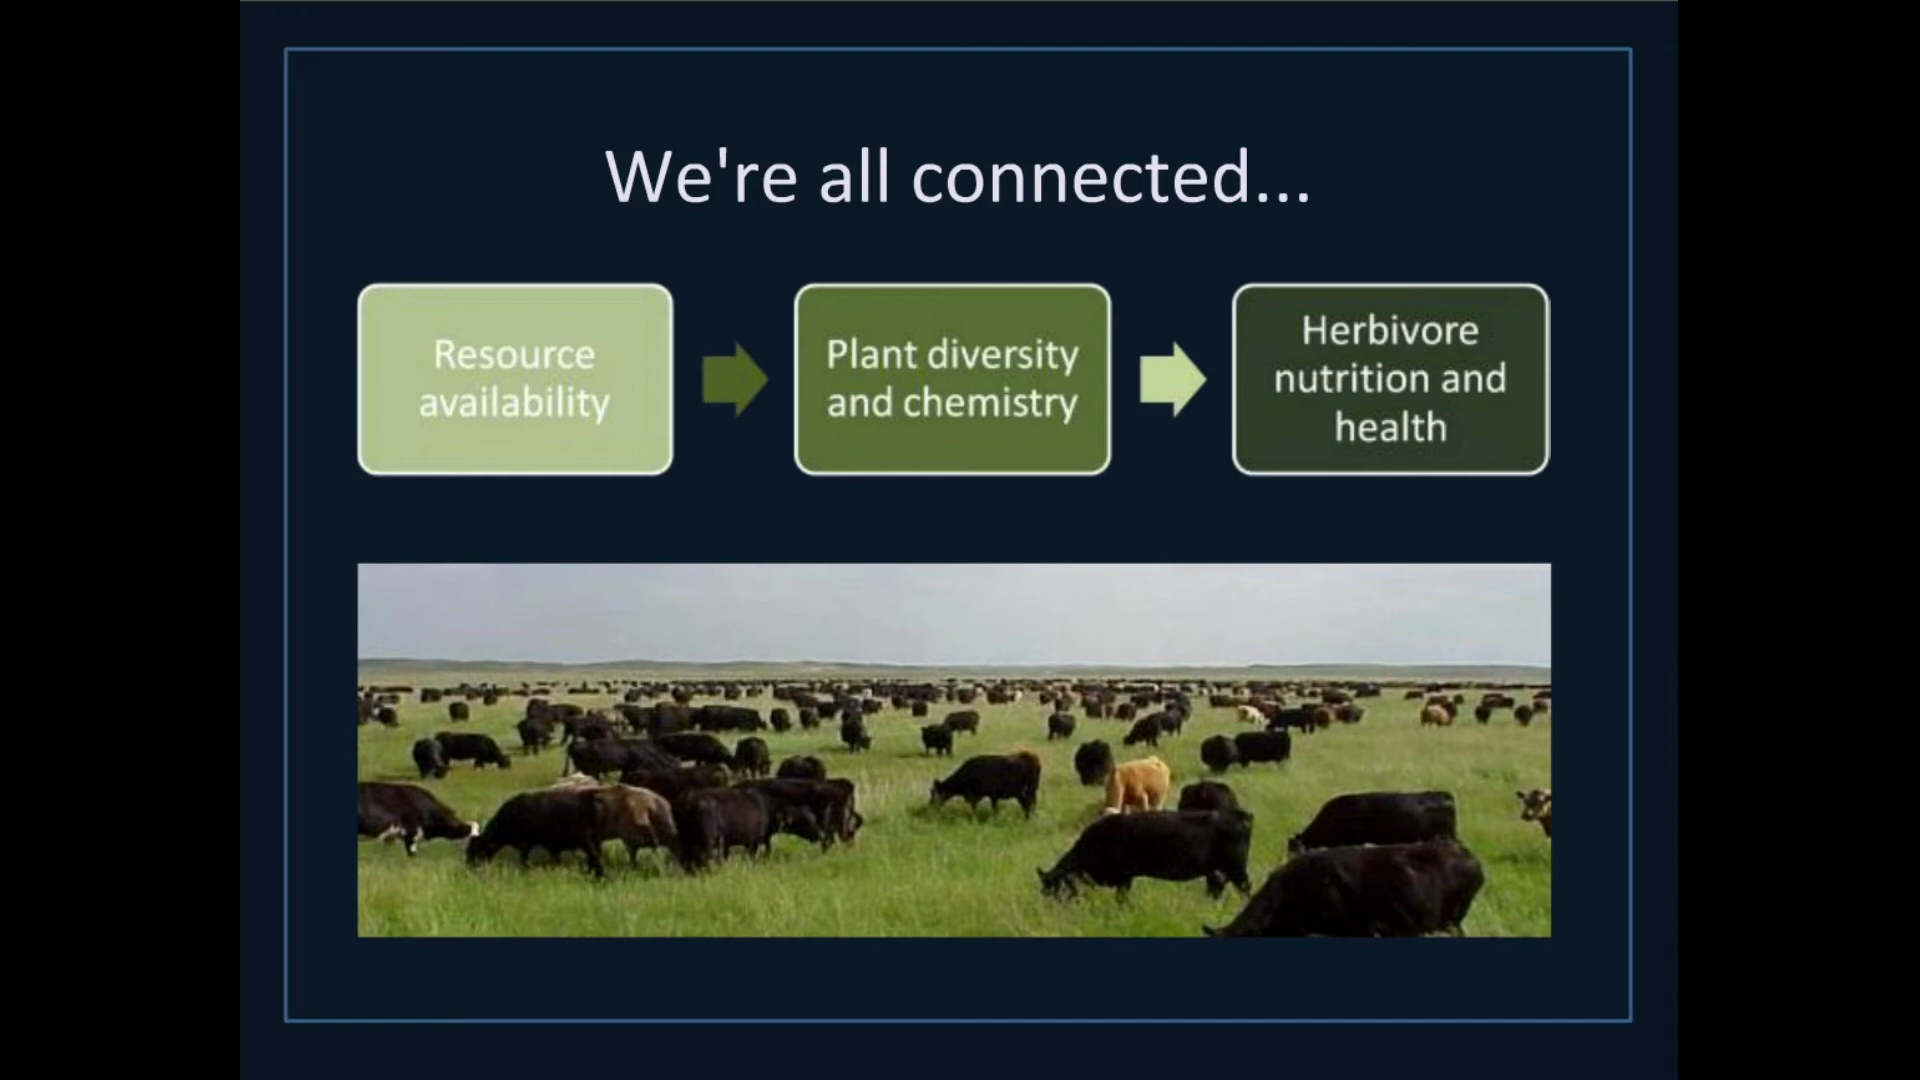 We're all connected...
Resource
availability
Plant diversity
and chemistry
Herbivore
nutrition and
health